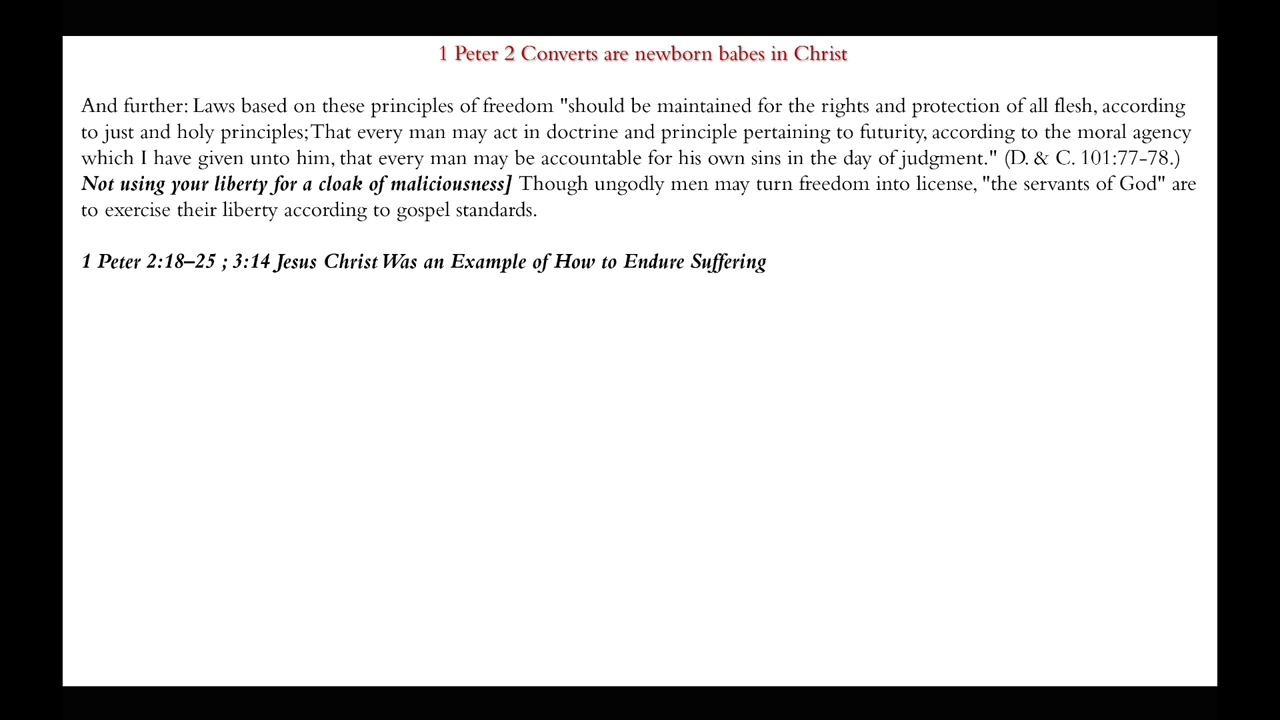 1 Peter 2 Converts are newborn babes in Christ
And further: Laws based on these principles of freedom "should be maintained for the rights and protection of all flesh, according
to just and holy principles; That every man may act in doctrine and principle pertaining to futurity, according to the moral agency
which I have given unto him, that every man may be accountable for his own sins in the day of judgment." (D. & C. 101:77-78.)
Not using your liberty for a cloak of maliciousness] Though ungodly men may turn freedom into license, "the servants of God" are
to exercise their liberty according to gospel standards.
1 Peter 2:18–25 ; 3:14 Jesus Christ Was an Example of How to Endure Suffering